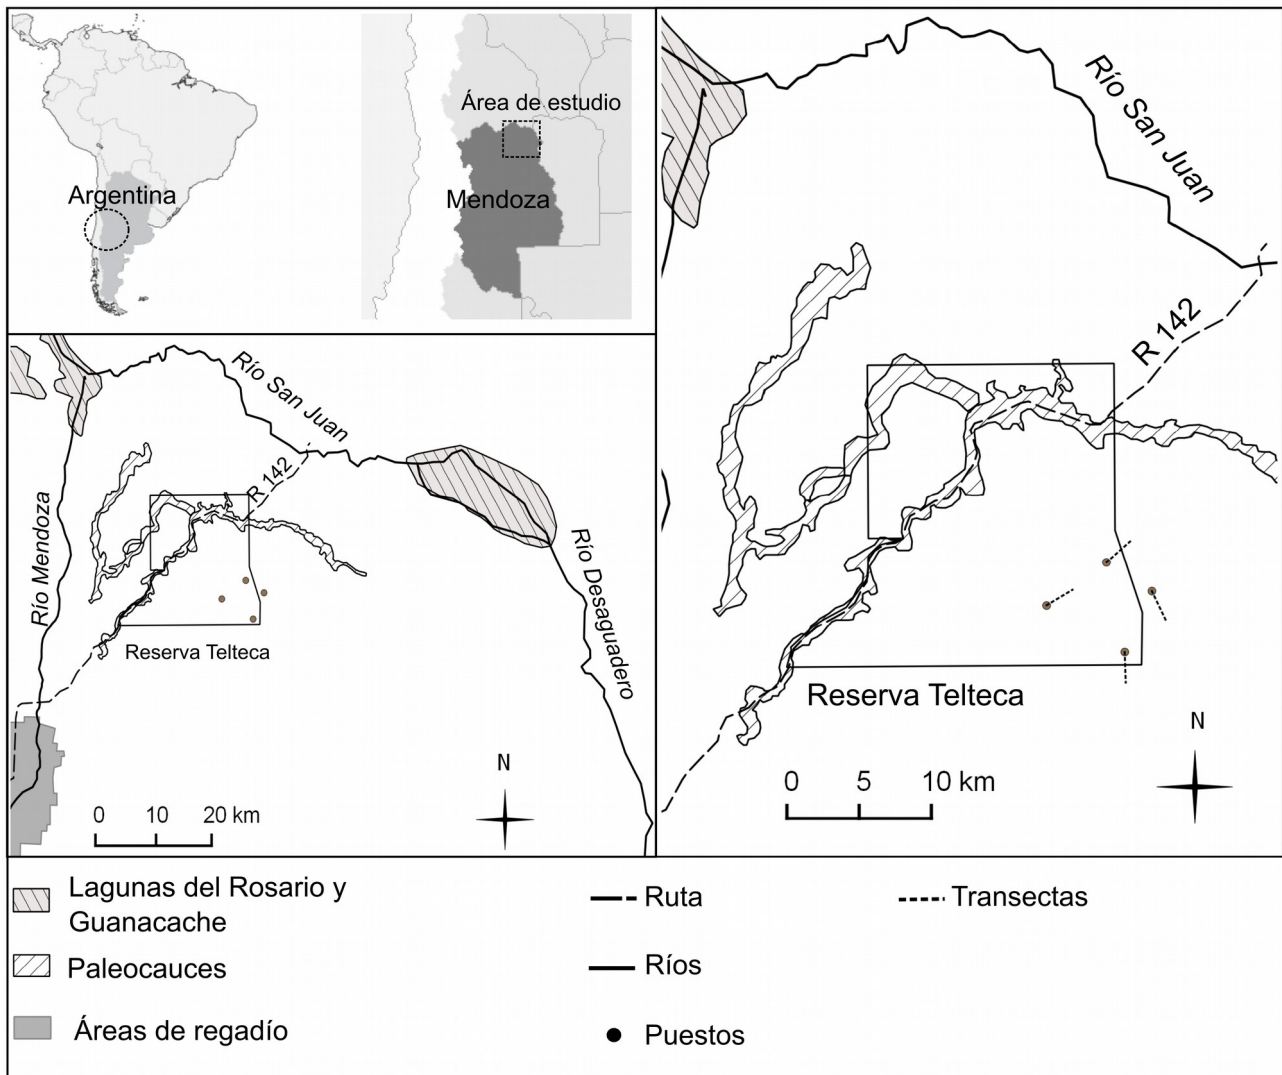 Argentina
Área de estudio
Mendoza
Río San Juan
R 142
Río Mendoza
Río Desaguadero
Reserva Telteca
0 10 20 km
N
Río San Juan
R 142
Reserva Telteca
0 5 10 km
N
Lagunas del Rosario y
Guanacache
Paleocauces
Áreas de regadío
Ruta
Ríos
Puestos
Transectas